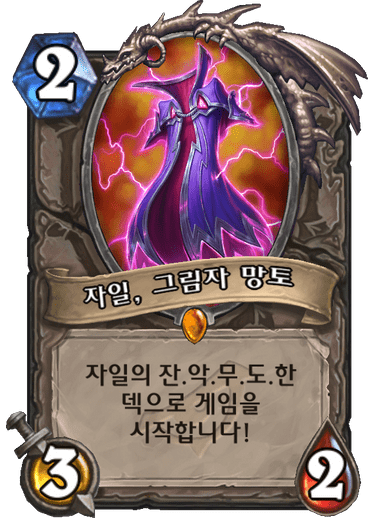 2
자일, 그림자 망토
자일의 잔.악.무.도.한
덱으로 게임을
시작합니다!
3
2